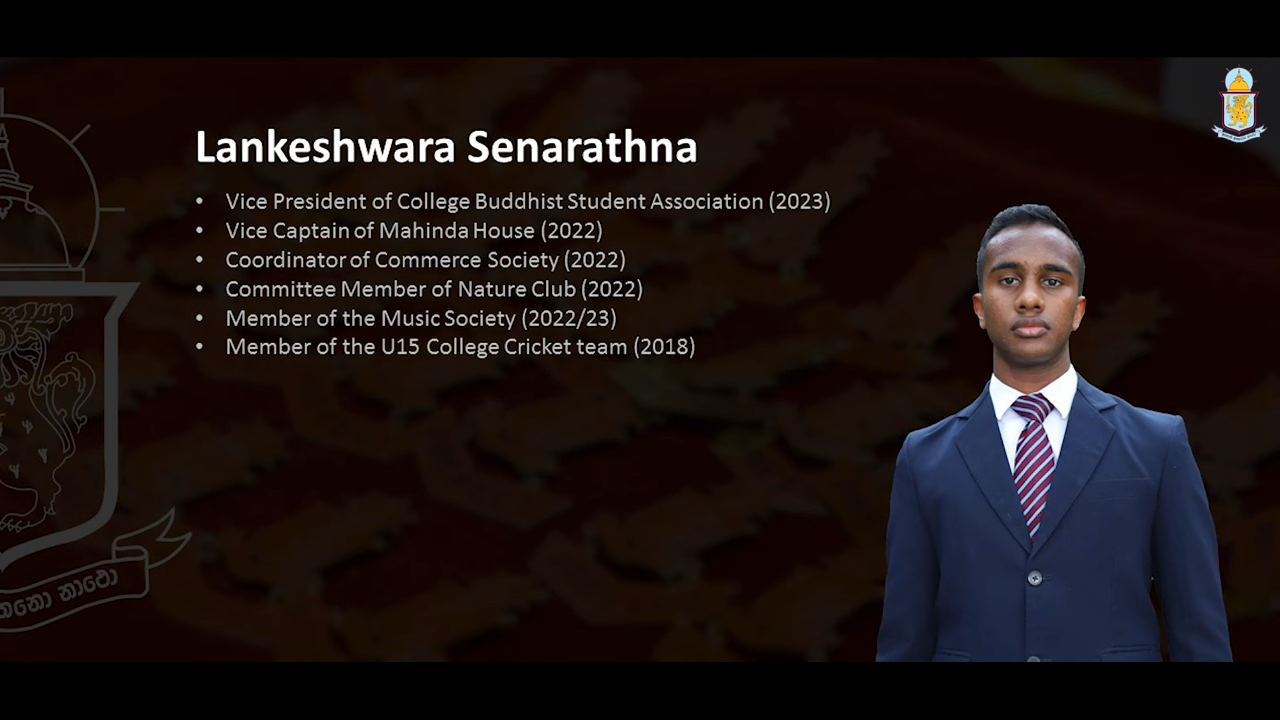 Lankeshwara Senarathna
• Vice President of College Buddhist Student Association (2023)
• Vice Captain of Mahinda House (2022)
• Coordinator of Commerce Society (2022)
• Committee Member of Nature Club (2022)
• Member of the Music Society (2022/23)
• Member of the U15 College Cricket team (2018)
නාථො